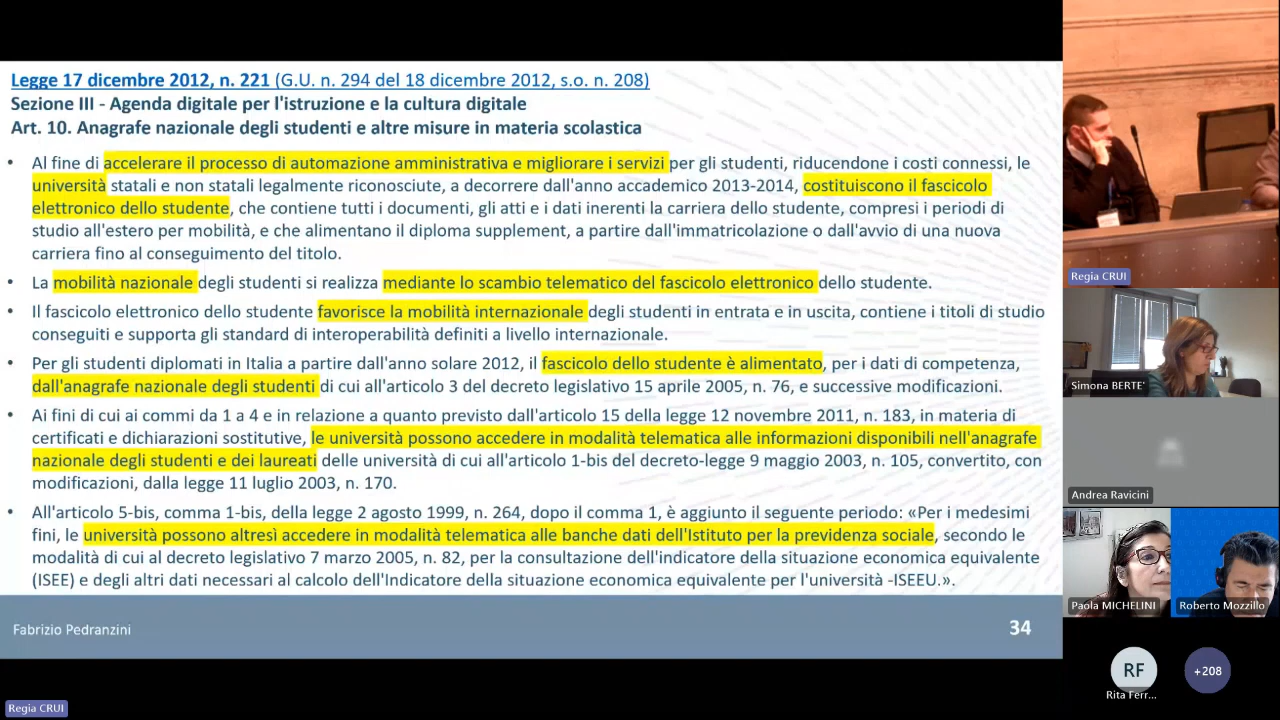 Legge 17 dicembre 2012, n. 221 (G.U. n. 294 del 18 dicembre 2012, s.o. n. 208)
Sezione III - Agenda digitale per l'istruzione e la cultura digitale
Art. 10. Anagrafe nazionale degli studenti e altre misure in materia scolastica
• Al fine di accelerare il processo di automazione amministrativa e migliorare i servizi per gli studenti, riducendone i costi connessi, le
università statali e non statali legalmente riconosciute, a decorrere dall'anno accademico 2013-2014, costituiscono il fascicolo
elettronico dello studente, che contiene tutti i documenti, gli atti e i dati inerenti la carriera dello studente, compresi i periodi di
studio all'estero per mobilità, e che alimentano il diploma supplement, a partire dall'immatricolazione o dall'avvio di una nuova
carriera fino al conseguimento del titolo.
• La mobilità nazionale degli studenti si realizza mediante lo scambio telematico del fascicolo elettronico dello studente.
• Il fascicolo elettronico dello studente favorisce la mobilità internazionale degli studenti in entrata e in uscita, contiene i titoli di studio
conseguiti e supporta gli standard di interoperabilità definiti a livello internazionale.
• Per gli studenti diplomati in Italia a partire dall'anno solare 2012, il fascicolo dello studente è alimentato, per i dati di competenza,
dall'anagrafe nazionale degli studenti di cui all'articolo 3 del decreto legislativo 15 aprile 2005, n. 76, e successive modificazioni.
• Ai fini di cui ai commi da 1 a 4 e in relazione a quanto previsto dall'articolo 15 della legge 12 novembre 2011, n. 183, in materia di
certificati e dichiarazioni sostitutive, le università possono accedere in modalità telematica alle informazioni disponibili nell'anagrafe
nazionale degli studenti e dei laureati delle università di cui all'articolo 1-bis del decreto-legge 9 maggio 2003, n. 105, convertito, con
modificazioni, dalla legge 11 luglio 2003, n. 170.
• All'articolo 5-bis, comma 1-bis, della legge 2 agosto 1999, n. 264, dopo il comma 1, è aggiunto il seguente periodo: «Per i medesimi
fini, le università possono altresì accedere in modalità telematica alle banche dati dell'Istituto per la previdenza sociale, secondo le
modalità di cui al decreto legislativo 7 marzo 2005, n. 82, per la consultazione dell'indicatore della situazione economica equivalente
(ISEE) e degli altri dati necessari al calcolo dell'Indicatore della situazione economica equivalente per l'università -ISEEU.».
Fabrizio Pedranzini
34
Regia CRUI
Regia CRUI
Simona BERTE'
Andrea Ravicini
Paola MICHELINI
Roberto Mozzillo
RF
Rita Ferr...
+208